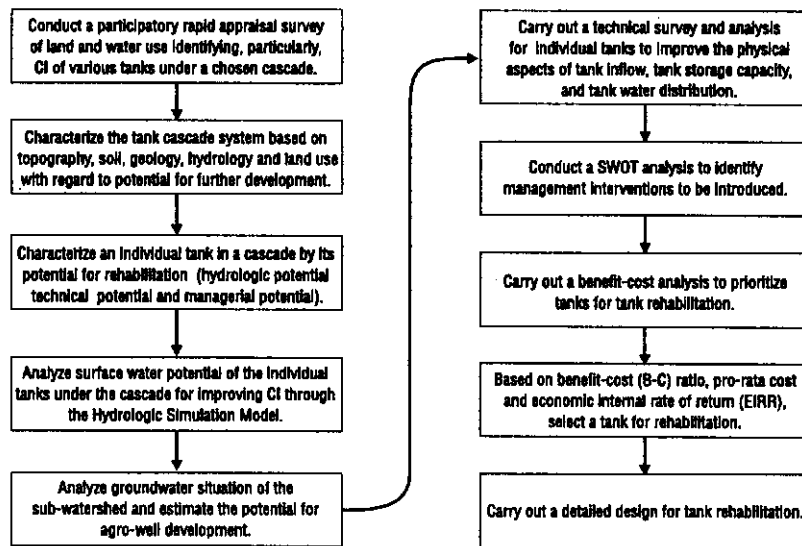 Conduct a participatory rapid appraisal survey
of land and water use identifying, particularly,
CI of various tanks under a chosen cascade.
Characterize the tank cascade system based on
topography, soil, geology, hydrology and land use
with regard to potential for further development.
Characterize an individual tank in a cascade by its
potential for rehabilitation (hydrologic potential
technical potential and managerial potential).
Analyze surface water potential of the individual
tanks under the cascade for improving CI through
the Hydrologic Simulation Model.
Analyze groundwater situation of the
sub-watershed and estimate the potential for
agro-well development.
Carry out a technical survey and analysis
for individual tanks to improve the physical
aspects of tank inflow, tank storage capacity,
and tank water distribution.
Conduct a SWOT analysis to identify
management interventions to be introduced.
Carry out a benefit-cost analysis to prioritize
tanks for tank rehabilitation.
Based on benefit-cost (B-C) ratio, pro-rata cost
and economic internal rate of return (EIRR),
select a tank for rehabilitation.
Carry out a detailed design for tank rehabilitation.